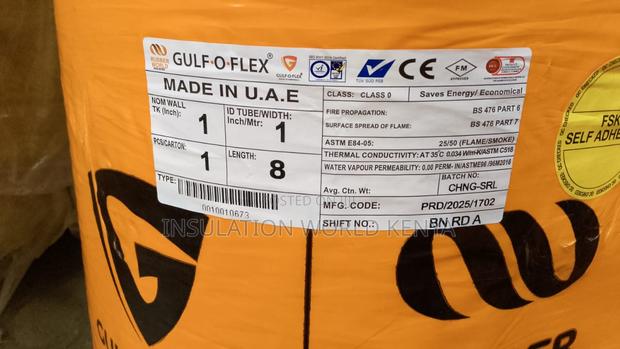 RUBBER WORLD
GULF-O-FLEX®
GULF-O-FLEX
TÜV SÜD PSB
CE
FM
APPROVED
MADE IN U.A.E
CLASS: CLASS 0
Saves Energy/ Economical
NOM WALL TK (Inch):
1
ID TUBE/WIDTH: Inch/Mtr:
1
FIRE PROPAGATION: BS 476 PART 6
SURFACE SPREAD OF FLAME: BS 476 PART 7
ASTM E84-05: 25/50 (FLAME/SMOKE)
THERMAL CONDUCTIVITY: AT 35°C 0.034 W/m-K/ASTM C518
WATER VAPOUR PERMEABILITY: 0.00 PERM- IN/ASTME96 /96M2016
PCS/CARTON:
1
LENGTH:
8
Avg. Ctn. Wt:
BATCH NO:
CHNG-SRL
TYPE:
0010010673
MFG. CODE: PRD/2025/1702
SHIFT NO.: BN RD A
FSK
SELF ADHE
INSULATION WORLD KENYA
G
GU
BER